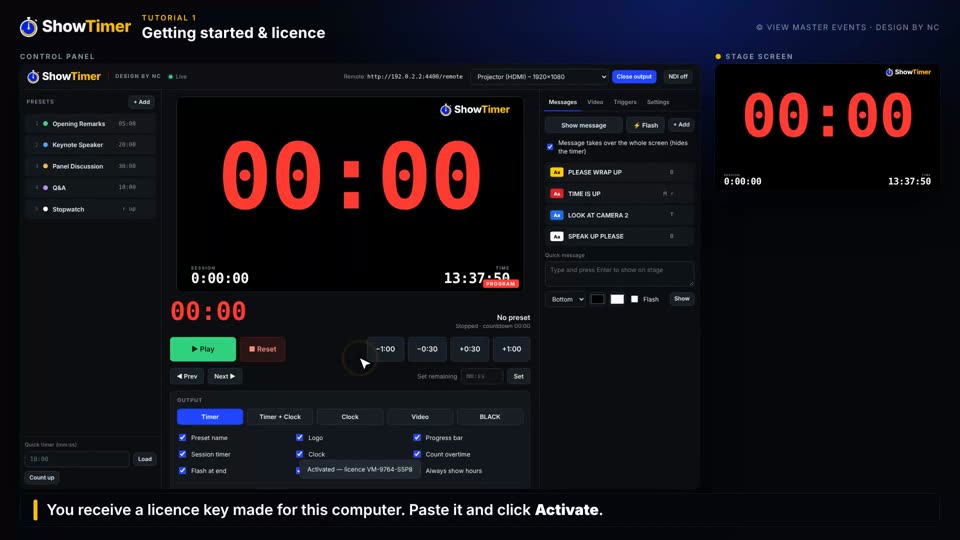 ShowTimer
TUTORIAL 1
Getting started & licence
© VIEW MASTER EVENTS · DESIGN BY NC
CONTROL PANEL
STAGE SCREEN
ShowTimer
DESIGN BY NC
Live
Remote: http://192.0.2.2:4400/remote
Projector (HDMI) – 1920×1080
Close output
NDI off
PRESETS
+ Add
1 Opening Remarks 05:00
2 Keynote Speaker 20:00
3 Panel Discussion 30:00
4 Q&A 10:00
5 Stopwatch ↑ up
Quick timer (mm:ss)
10:00
Load
Count up
ShowTimer
00:00
SESSION
0:00:00
TIME
13:37:50
PROGRAM
00:00
No preset
Stopped · countdown 00:00
▶ Play
■ Reset
−1:00
−0:30
+0:30
+1:00
◀ Prev
Next ▶
Set remaining
mm:ss
Set
OUTPUT
Timer
Timer + Clock
Clock
Video
BLACK
Preset name
Logo
Progress bar
Session timer
Clock
Count overtime
Flash at end
Always show hours
Activated — licence VM-9764-S5P8
Messages
Video
Triggers
Settings
Show message
⚡ Flash
+ Add
Message takes over the whole screen (hides
the timer)
Aa PLEASE WRAP UP B
Aa TIME IS UP M ⚡
Aa LOOK AT CAMERA 2 T
Aa SPEAK UP PLEASE B
Quick message
Type and press Enter to show on stage
Bottom
Flash
Show
ShowTimer
00:00
SESSION
0:00:00
TIME
13:37:50
You receive a licence key made for this computer. Paste it and click Activate.